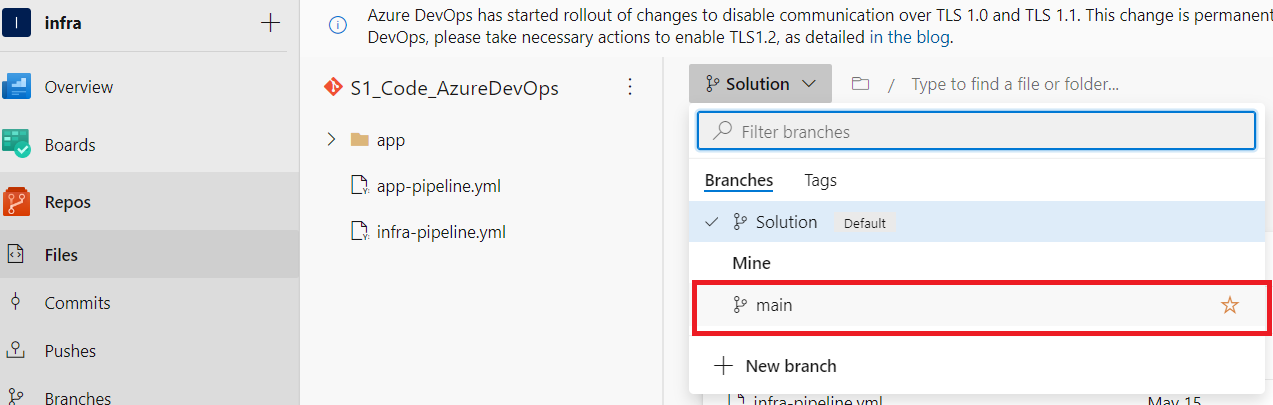 I infra +
Azure DevOps has started rollout of changes to disable communication over TLS 1.0 and TLS 1.1. This change is permanent
DevOps, please take necessary actions to enable TLS1.2, as detailed in the blog.
Overview
Boards
Repos
Files
Commits
Pushes
Branches
S1_Code_AzureDevOps
app
app-pipeline.yml
infra-pipeline.yml
Solution / Type to find a file or folder...
Filter branches
Branches Tags
Solution Default
Mine
main
+ New branch
infra-pipeline.yml May 15